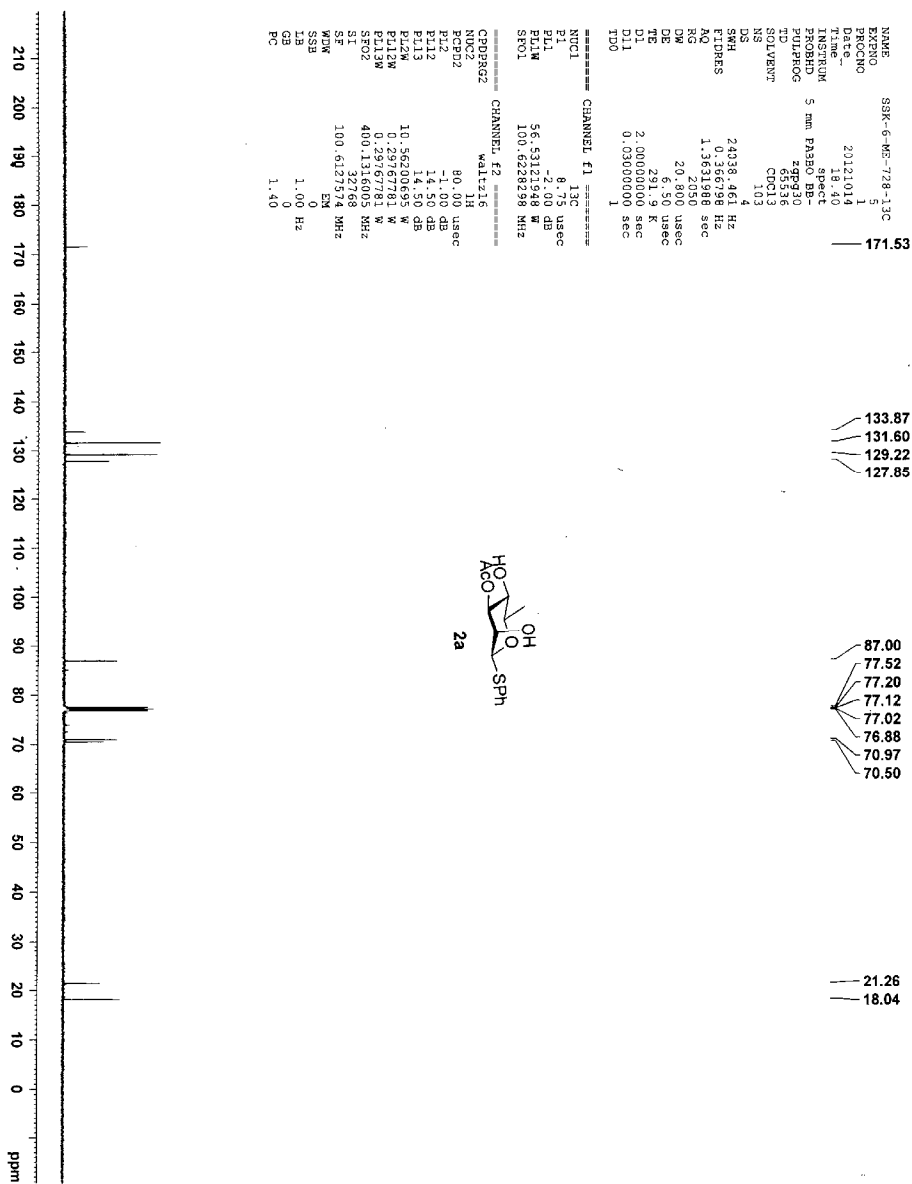 NAME SSK-6-ME-728-13C
EXPNO 5
PROCNO 1
Date_ 20121014
Time 18.40
INSTRUM spect
PROBHD 5 mm PABBO BB-
PULPROG zgpg30
TD 65536
SOLVENT CDCl3
NS 103
DS 4
SWH 24038.461 Hz
FIDRES 0.366798 Hz
AQ 1.3631988 sec
RG 2050
DW 20.800 usec
DE 6.50 usec
TE 291.9 K
D1 2.00000000 sec
D11 0.03000000 sec
TD0 1
======== CHANNEL f1 ========
NUC1 13C
P1 8.75 usec
PL1 -2.00 dB
PL1W 56.53121948 W
SFO1 100.6228298 MHz
======== CHANNEL f2 ========
CPDPRG2 waltz16
NUC2 1H
PCPD2 80.00 usec
PL2 -1.00 dB
PL12 14.50 dB
PL13 14.50 dB
PL2W 10.56200695 W
PL12W 0.29767781 W
PL13W 0.29767781 W
SFO2 400.1316005 MHz
SI 32768
SF 100.6127574 MHz
WDW EM
SSB 0
LB 1.00 Hz
GB 0
PC 1.40
171.53
133.87
131.60
129.22
127.85
87.00
77.52
77.20
77.12
77.02
76.88
70.97
70.50
21.26
18.04
OH
HO
O
AcO
SPh
2a
210 200 190 180 170 160 150 140 130 120 110 100 90 80 70 60 50 40 30 20 10 0 ppm